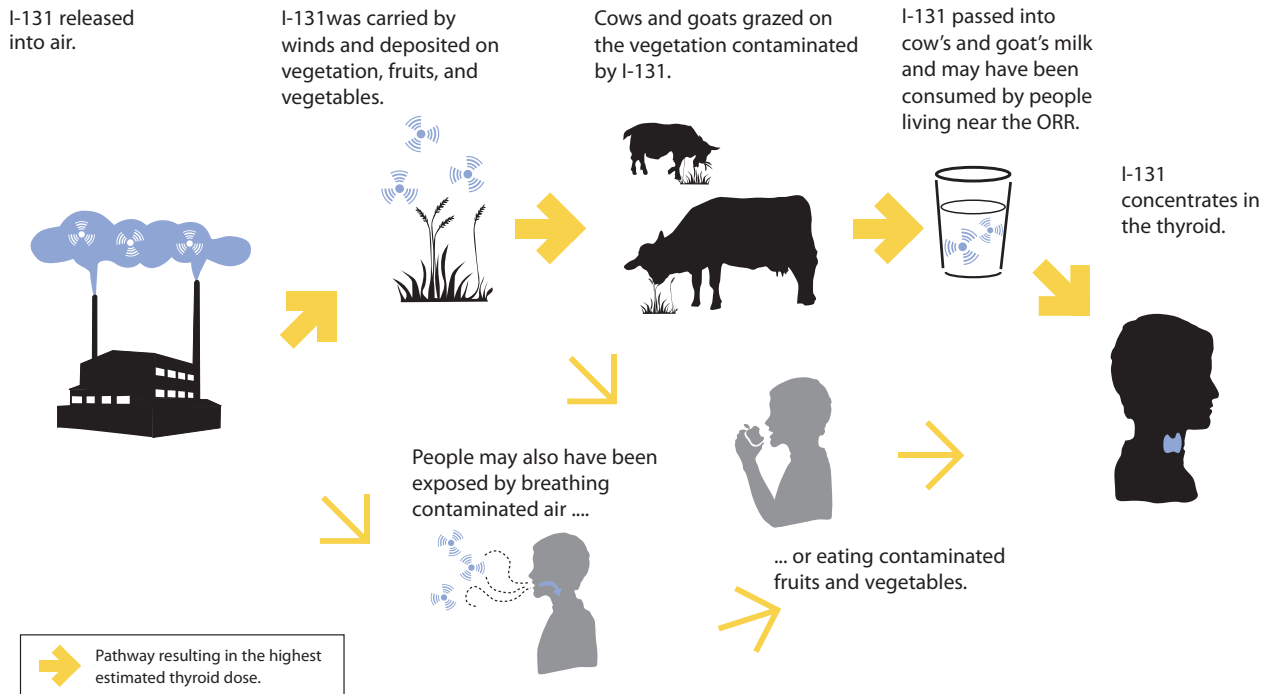 I-131 released
into air.
I-131was carried by
winds and deposited on
vegetation, fruits, and
vegetables.
Cows and goats grazed on
the vegetation contaminated
by I-131.
I-131 passed into
cow's and goat's milk
and may have been
consumed by people
living near the ORR.
I-131
concentrates in
the thyroid.
People may also have been
exposed by breathing
contaminated air ....
... or eating contaminated
fruits and vegetables.
Pathway resulting in the highest
estimated thyroid dose.